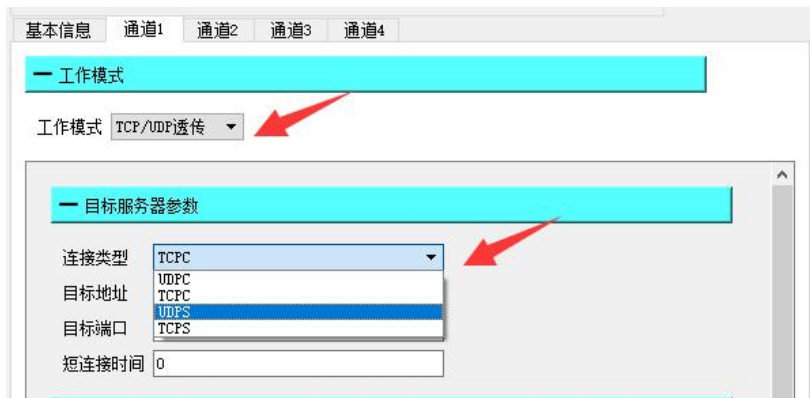 基本信息 通道1 通道2 通道3 通道4
一 工作模式
工作模式 TCP/UDP透传
一 目标服务器参数
连接类型 TCPC
UDPC
目标地址 TCPC
UDPS
目标端口 TCPS
短连接时间 0